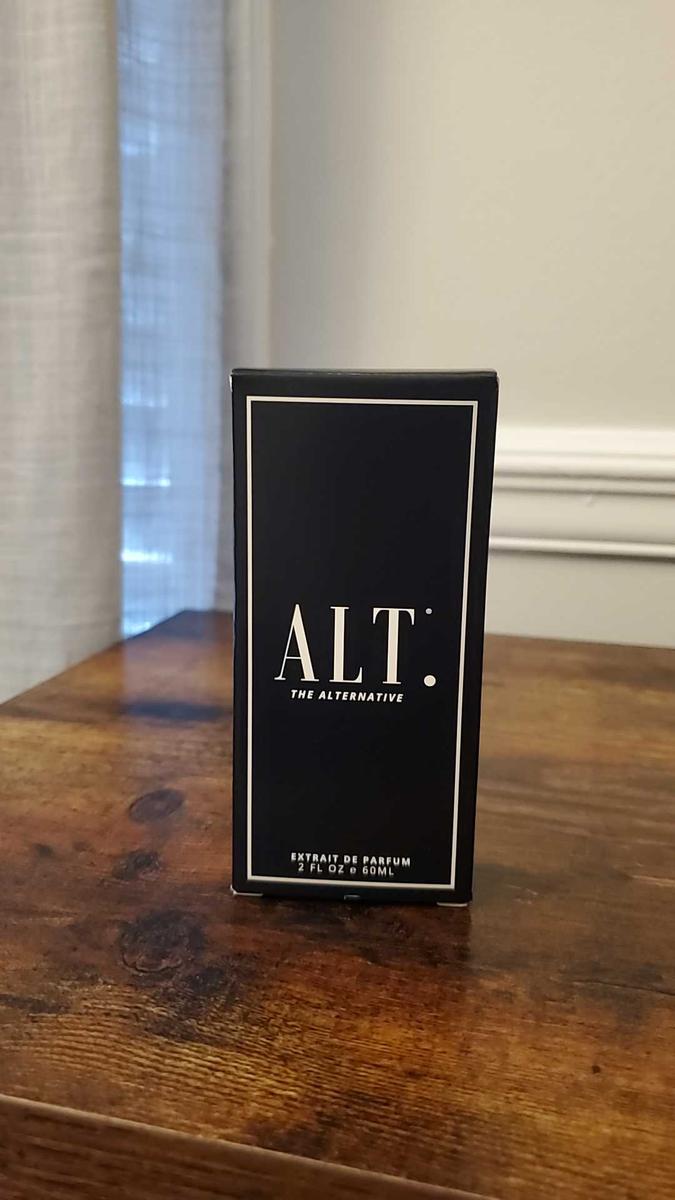 ALT.
THE ALTERNATIVE
EXTRAIT DE PARFUM
2 FL OZ e 60ML